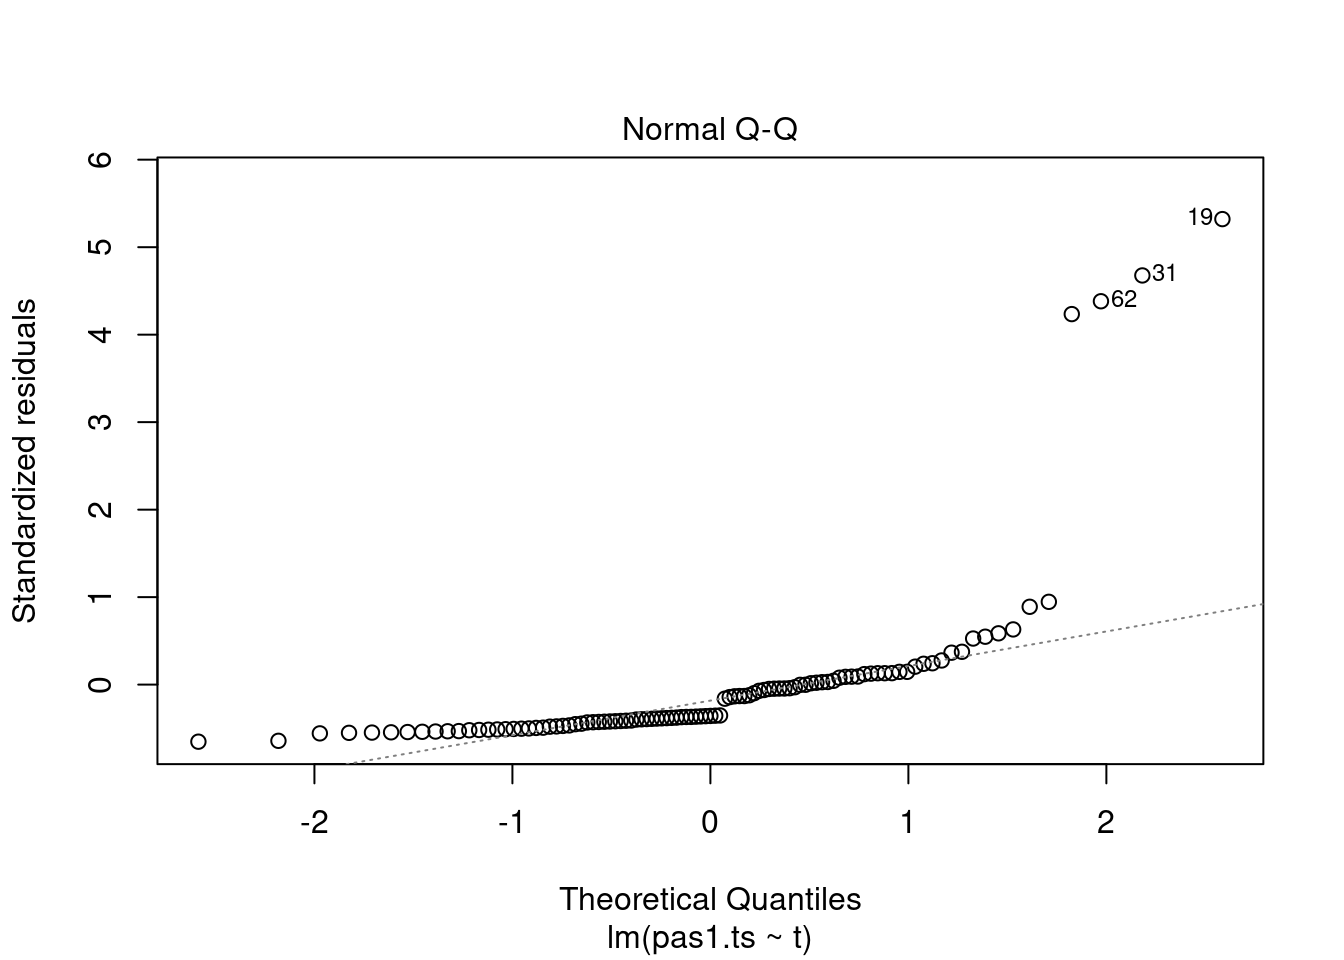 Normal Q-Q
6
5
4
3
2
1
0
Standardized residuals
19
31
62
-2 -1 0 1 2
Theoretical Quantiles
lm(pas1.ts ~ t)